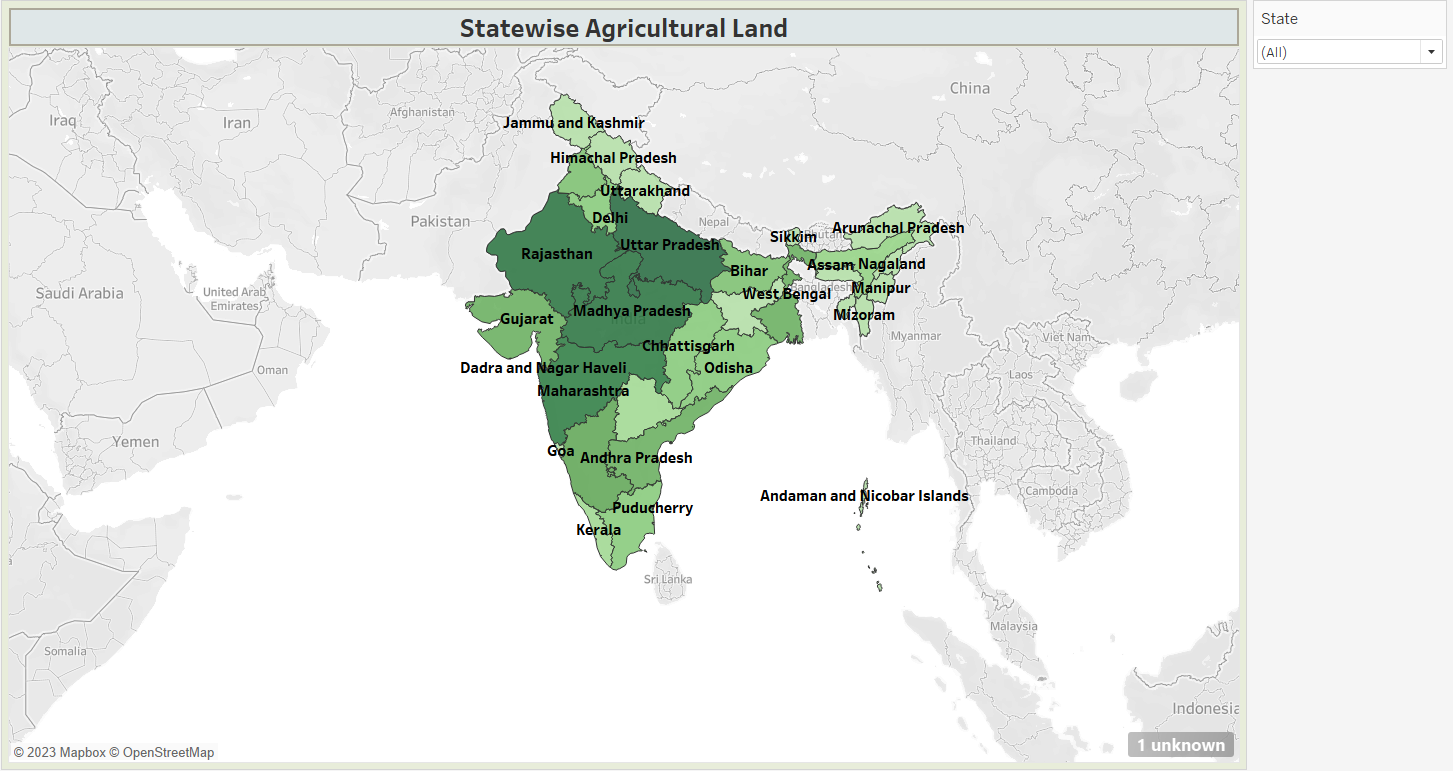 Statewise Agricultural Land
State
(All)
China
Afghanistan
Iraq
Iran
Jammu and Kashmir
Himachal Pradesh
Uttarakhand
Pakistan
Delhi
Nepal
Sikkim
Bhutan
Arunachal Pradesh
Rajasthan
Uttar Pradesh
Bihar
Assam
Nagaland
Saudi Arabia
United Arab
Emirates
West Bengal
Bangladesh
Manipur
Gujarat
Madhya Pradesh
India
Mizoram
Myanmar
Viet Nam
Chhattisgarh
Oman
Dadra and Nagar Haveli
Odisha
Laos
Maharashtra
Yemen
Thailand
Goa
Andhra Pradesh
Andaman and Nicobar Islands
Cambodia
Puducherry
Kerala
Sri Lanka
Malaysia
Somalia
Indonesia
© 2023 Mapbox © OpenStreetMap
1 unknown